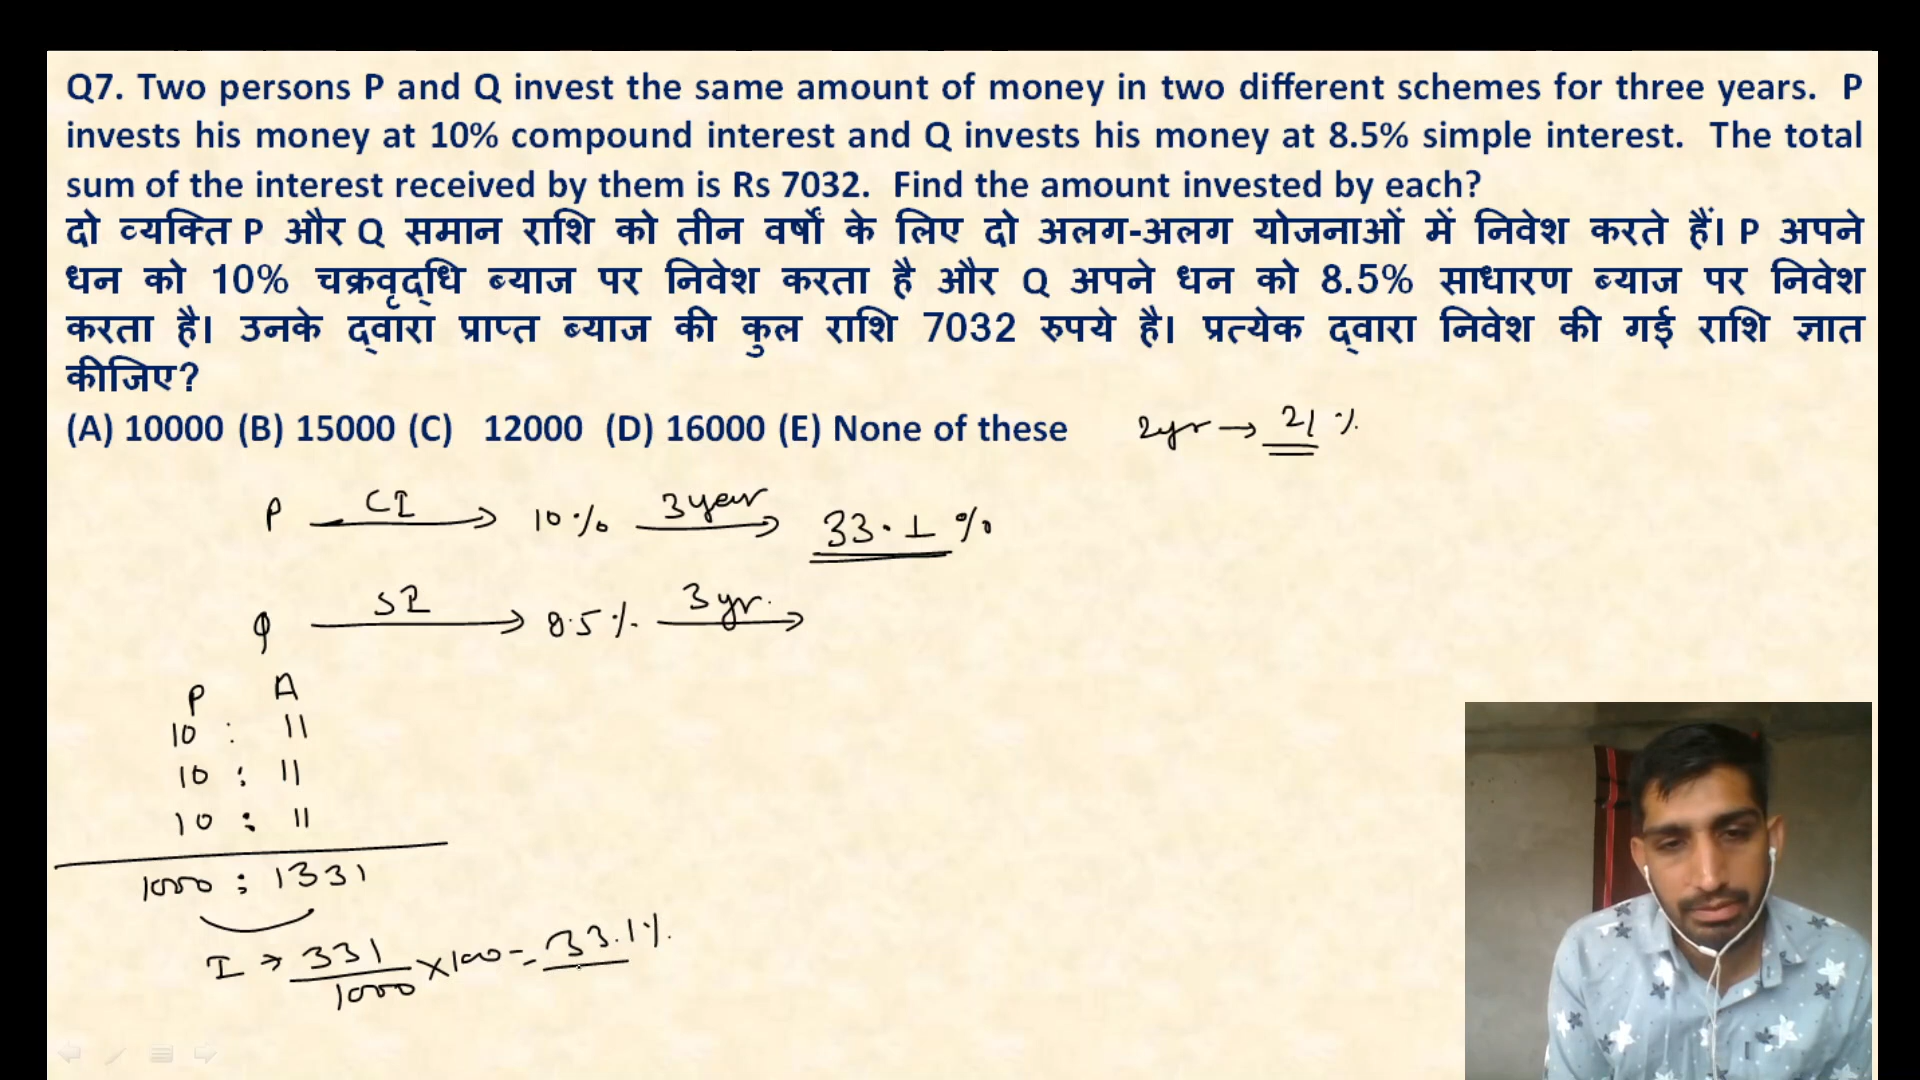 Q7. Two persons P and Q invest the same amount of money in two different schemes for three years. P
invests his money at 10% compound interest and Q invests his money at 8.5% simple interest. The total
sum of the interest received by them is Rs 7032. Find the amount invested by each?
दो व्यक्ति P और Q समान राशि को तीन वर्षों के लिए दो अलग-अलग योजनाओं में निवेश करते हैं। P अपने
धन को 10% चक्रवृद्धि ब्याज पर निवेश करता है और Q अपने धन को 8.5% साधारण ब्याज पर निवेश
करता है। उनके द्वारा प्राप्त ब्याज की कुल राशि 7032 रुपये है। प्रत्येक द्वारा निवेश की गई राशि ज्ञात
कीजिए?
(A) 10000 (B) 15000 (C) 12000 (D) 16000 (E) None of these 2yr → 21 %
P CI → 10% 3 year → 33.1 %
Q SI → 8.5% 3 yr. →
P A
10 : 11
10 : 11
10 : 11
1000 : 1331
I → 331/1000 × 100 = 33.1%